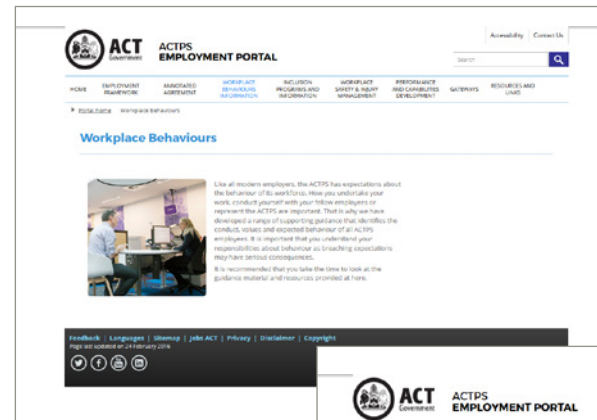 Accessibility Contact Us
ACT
Government
ACTPS
EMPLOYMENT PORTAL
Search
HOME
EMPLOYMENT FRAMEWORK
ANNOTATED AGREEMENT
WORKPLACE BEHAVIOURS INFORMATION
INCLUSION PROGRAMS AND INFORMATION
WORKPLACE SAFETY & INJURY MANAGEMENT
PERFORMANCE AND CAPABILITIES DEVELOPMENT
GATEWAYS
RESOURCES AND LINKS
Portal home Workplace Behaviours
Workplace Behaviours
Like all modern employers, the ACTPS has expectations about
the behaviour of its workforce. How you undertake your
work, conduct yourself with your fellow employees or
represent the ACTPS are important. That is why we have
developed a range of supporting guidance that identifies the
conduct, values and expected behaviour of all ACTPS
employees. It is important that you understand your
responsibilities about behaviour as breaching expectations
may have serious consequences.
It is recommended that you take the time to look at the
guidance material and resources provided at here.
Feedback | Languages | Sitemap | Jobs ACT | Privacy | Disclaimer | Copyright
Page last updated on 24 February 2016
ACT
Government
ACTPS
EMPLOYMENT PORTAL